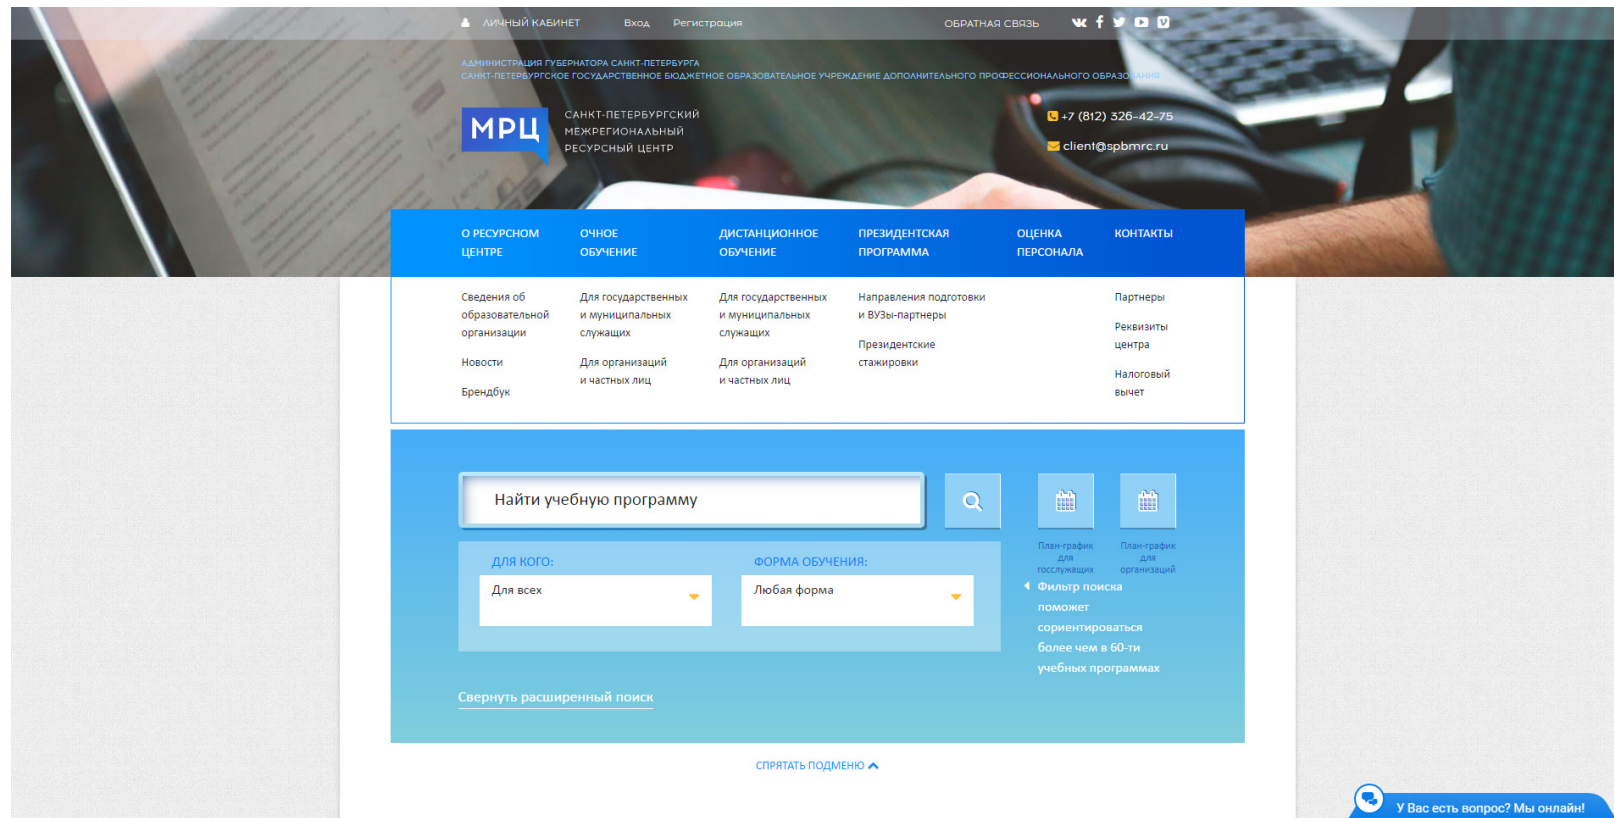 ЛИЧНЫЙ КАБИНЕТ Вход Регистрация ОБРАТНАЯ СВЯЗЬ
АДМИНИСТРАЦИЯ ГУБЕРНАТОРА САНКТ-ПЕТЕРБУРГА
САНКТ-ПЕТЕРБУРГСКОЕ ГОСУДАРСТВЕННОЕ БЮДЖЕТНОЕ ОБРАЗОВАТЕЛЬНОЕ УЧРЕЖДЕНИЕ ДОПОЛНИТЕЛЬНОГО ПРОФЕССИОНАЛЬНОГО ОБРАЗОВАНИЯ
МРЦ
САНКТ-ПЕТЕРБУРГСКИЙ
МЕЖРЕГИОНАЛЬНЫЙ
РЕСУРСНЫЙ ЦЕНТР
+7 (812) 326-42-75
client@spbmrc.ru
О РЕСУРСНОМ
ЦЕНТРЕ
ОЧНОЕ
ОБУЧЕНИЕ
ДИСТАНЦИОННОЕ
ОБУЧЕНИЕ
ПРЕЗИДЕНТСКАЯ
ПРОГРАММА
ОЦЕНКА
ПЕРСОНАЛА
КОНТАКТЫ
Сведения об
образовательной
организации
Новости
Брендбук
Для государственных
и муниципальных
служащих
Для организаций
и частных лиц
Для государственных
и муниципальных
служащих
Для организаций
и частных лиц
Направления подготовки
и ВУЗы-партнеры
Президентские
стажировки
Партнеры
Реквизиты
центра
Налоговый
вычет
Найти учебную программу
План-график
для
госслужащих
План-график
для
организаций
ДЛЯ КОГО:
Для всех
ФОРМА ОБУЧЕНИЯ:
Любая форма
Фильтр поиска
поможет
сориентироваться
более чем в 60-ти
учебных программах
Свернуть расширенный поиск
СПРЯТАТЬ ПОДМЕНЮ
У Вас есть вопрос? Мы онлайн!